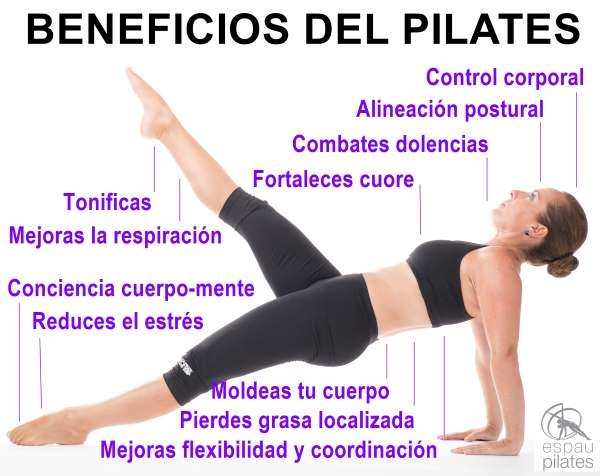 BENEFICIOS DEL PILATES
Control corporal
Alineación postural
Combates dolencias
Fortaleces cuore
Tonificas
Mejoras la respiración
Conciencia cuerpo-mente
Reduces el estrés
Moldeas tu cuerpo
Pierdes grasa localizada
Mejoras flexibilidad y coordinación
espau
pilates